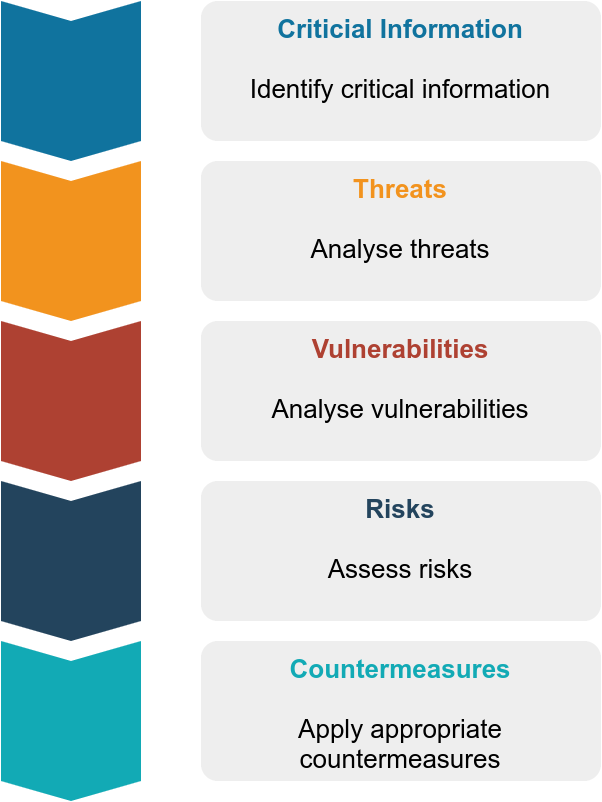 Criticial Information
Identify critical information
Threats
Analyse threats
Vulnerabilities
Analyse vulnerabilities
Risks
Assess risks
Countermeasures
Apply appropriate
countermeasures